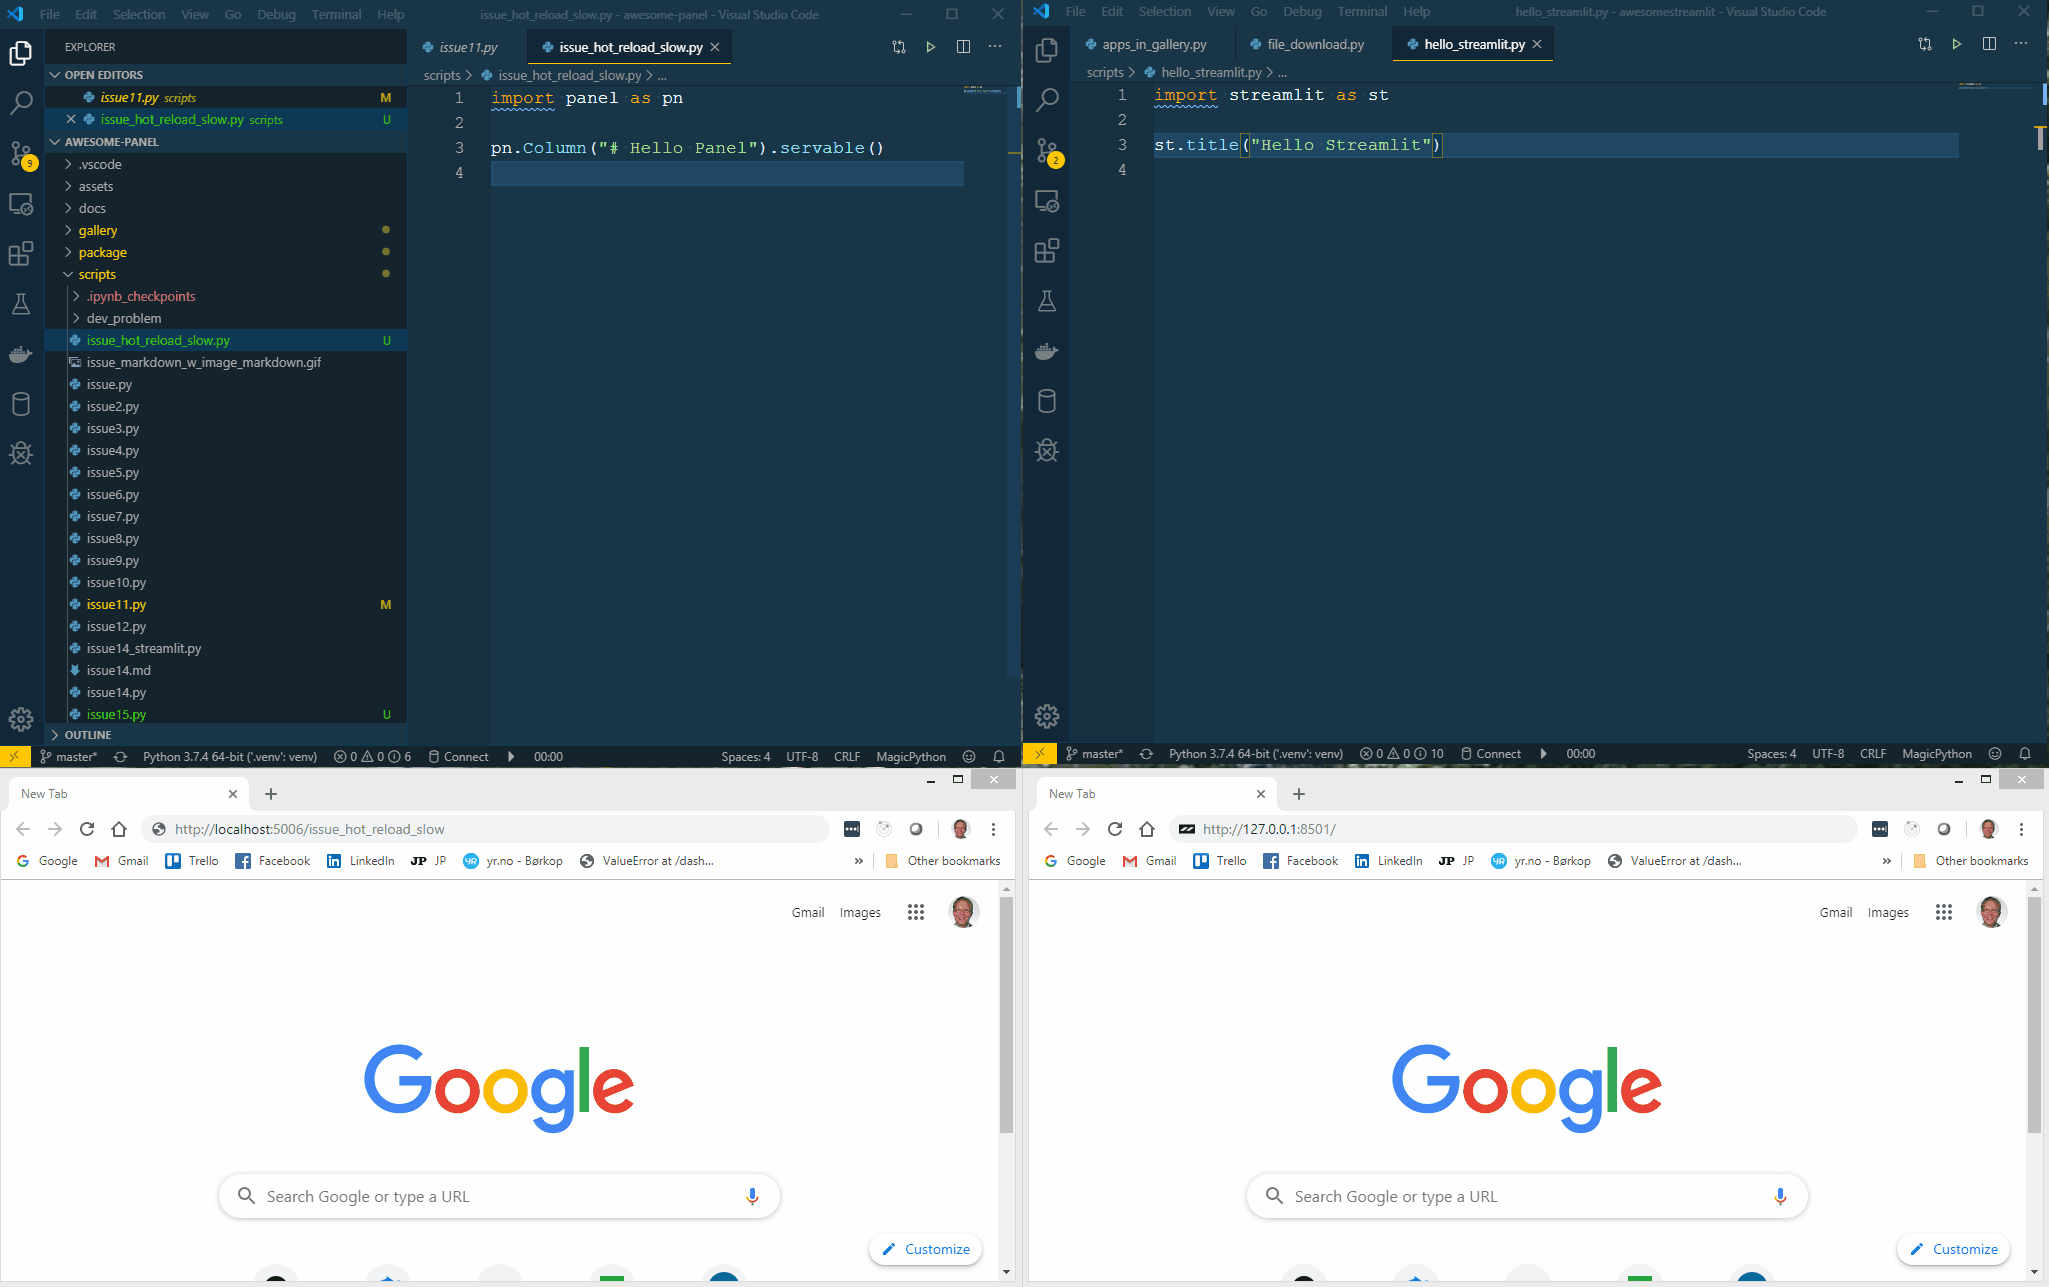 File Edit Selection View Go Debug Terminal Help issue_hot_reload_slow.py - awesome-panel - Visual Studio Code
EXPLORER
OPEN EDITORS
issue11.py scripts M
issue_hot_reload_slow.py scripts U
AWESOME-PANEL
.vscode
assets
docs
gallery
package
scripts
.ipynb_checkpoints
dev_problem
issue_hot_reload_slow.py U
issue_markdown_w_image_markdown.gif
issue.py
issue2.py
issue3.py
issue4.py
issue5.py
issue6.py
issue7.py
issue8.py
issue9.py
issue10.py
issue11.py M
issue12.py
issue14_streamlit.py
issue14.md
issue14.py
issue15.py U
OUTLINE
9
issue11.py issue_hot_reload_slow.py
scripts > issue_hot_reload_slow.py > ...
1 import panel as pn
2
3 pn.Column("# Hello Panel").servable()
4
master* Python 3.7.4 64-bit ('.venv': venv) 0 0 6 Connect 00:00 Spaces: 4 UTF-8 CRLF MagicPython
File Edit Selection View Go Debug Terminal Help hello_streamlit.py - awesomestreamlit - Visual Studio Code
apps_in_gallery.py file_download.py hello_streamlit.py
scripts > hello_streamlit.py > ...
1 import streamlit as st
2
3 st.title("Hello Streamlit")
4
2
master* Python 3.7.4 64-bit ('.venv': venv) 0 0 10 Connect 00:00 Spaces: 4 UTF-8 CRLF MagicPython
New Tab
http://localhost:5006/issue_hot_reload_slow
Google Gmail Trello Facebook LinkedIn JP JP yr.no - Børkop ValueError at /dash... » Other bookmarks
Gmail Images
Google
Search Google or type a URL
Customize
New Tab
http://127.0.0.1:8501/
Google Gmail Trello Facebook LinkedIn JP JP yr.no - Børkop ValueError at /dash... » Other bookmarks
Gmail Images
Google
Search Google or type a URL
Customize